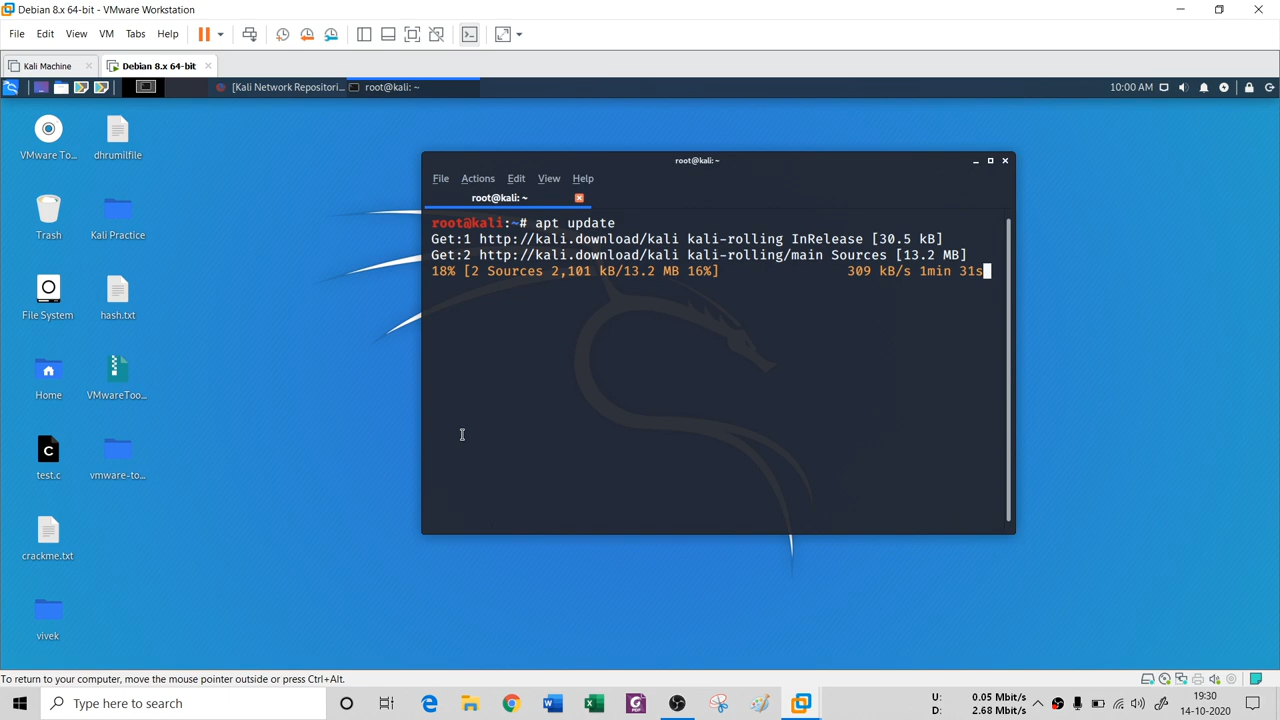 Debian 8.x 64-bit - VMware Workstation
File Edit View VM Tabs Help
Kali Machine
Debian 8.x 64-bit
[Kali Network Repositori...
root@kali: ~
10:00 AM
VMware To...
dhrumilfile
Trash
Kali Practice
File System
hash.txt
Home
VMwareToo...
test.c
vmware-to...
crackme.txt
vivek
root@kali:~
File Actions Edit View Help
root@kali: ~
root@kali:~# apt update
Get:1 http://kali.download/kali kali-rolling InRelease [30.5 kB]
Get:2 http://kali.download/kali kali-rolling/main Sources [13.2 MB]
18% [2 Sources 2,101 kB/13.2 MB 16%] 309 kB/s 1min 31s
To return to your computer, move the mouse pointer outside or press Ctrl+Alt.
Type here to search
U: 0.05 Mbit/s
D: 2.68 Mbit/s
19:30
14-10-2020